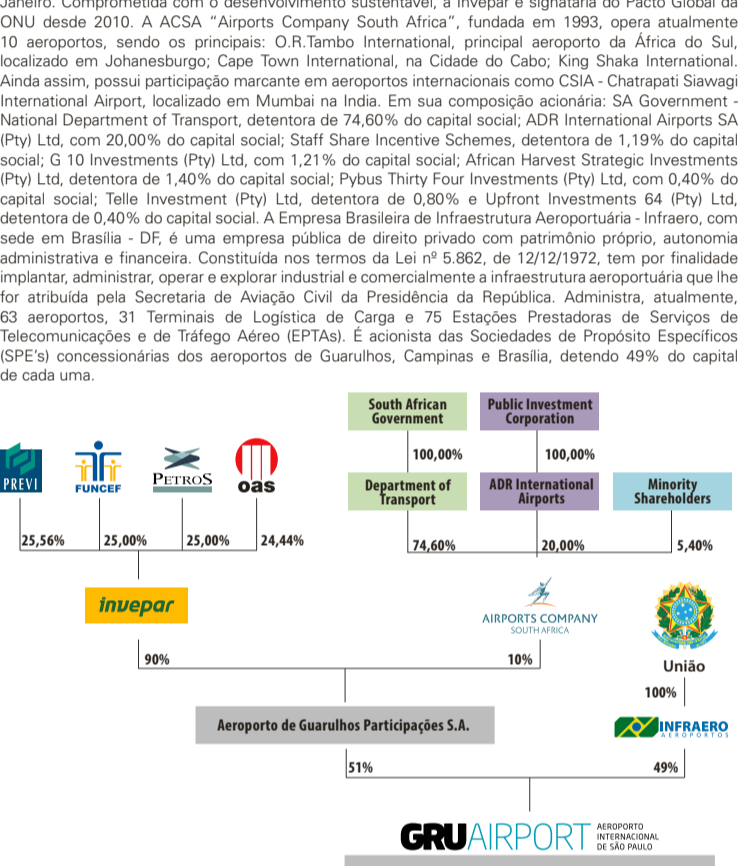 Janeiro. Comprometida com o desenvolvimento sustentável, a Invepar é signatária do Pacto Global da
ONU desde 2010. A ACSA “Airports Company South Africa”, fundada em 1993, opera atualmente
10 aeroportos, sendo os principais: O.R.Tambo International, principal aeroporto da África do Sul,
localizado em Johanesburgo; Cape Town International, na Cidade do Cabo; King Shaka International.
Ainda assim, possui participação marcante em aeroportos internacionais como CSIA - Chatrapati Siawagi
International Airport, localizado em Mumbai na India. Em sua composição acionária: SA Government -
National Department of Transport, detentora de 74,60% do capital social; ADR International Airports SA
(Pty) Ltd, com 20,00% do capital social; Staff Share Incentive Schemes, detentora de 1,19% do capital
social; G 10 Investments (Pty) Ltd, com 1,21% do capital social; African Harvest Strategic Investments
(Pty) Ltd, detentora de 1,40% do capital social; Pybus Thirty Four Investments (Pty) Ltd, com 0,40% do
capital social; Telle Investment (Pty) Ltd, detentora de 0,80% e Upfront Investments 64 (Pty) Ltd,
detentora de 0,40% do capital social. A Empresa Brasileira de Infraestrutura Aeroportuária - Infraero, com
sede em Brasília - DF, é uma empresa pública de direito privado com patrimônio próprio, autonomia
administrativa e financeira. Constituída nos termos da Lei nº 5.862, de 12/12/1972, tem por finalidade
implantar, administrar, operar e explorar industrial e comercialmente a infraestrutura aeroportuária que lhe
for atribuída pela Secretaria de Aviação Civil da Presidência da República. Administra, atualmente,
63 aeroportos, 31 Terminais de Logística de Carga e 75 Estações Prestadoras de Serviços de
Telecomunicações e de Tráfego Aéreo (EPTAs). É acionista das Sociedades de Propósito Específicos
(SPE’s) concessionárias dos aeroportos de Guarulhos, Campinas e Brasília, detendo 49% do capital
de cada uma.
South African
Government
Public Investment
Corporation
100,00%
100,00%
PREVI
FUNCEF
PETROS
oas
Department of
Transport
ADR International
Airports
Minority
Shareholders
25,56%
25,00%
25,00%
24,44%
74,60%
20,00%
5,40%
invepar
AIRPORTS COMPANY
SOUTH AFRICA
União
90%
10%
100%
Aeroporto de Guarulhos Participações S.A.
INFRAERO
AEROPORTOS
51%
49%
GRUAIRPORT
AEROPORTO
INTERNACIONAL
DE SÃO PAULO